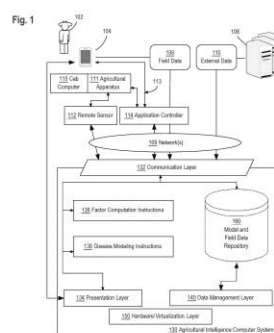 Fig. 1
102
104
106 Field Data
110 External Data
108
115 Cab Computer
111 Agricultural Apparatus
113
112 Remote Sensor
114 Application Controller
109 Network(s)
132 Communication Layer
136 Factor Computation Instructions
138 Disease Modeling Instructions
160 Model and Field Data Repository
134 Presentation Layer
140 Data Management Layer
150 Hardware/Virtualization Layer
130 Agricultural Intelligence Computer System